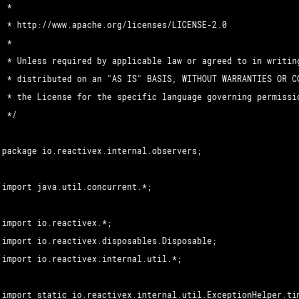 *
* http://www.apache.org/licenses/LICENSE-2.0
*
* Unless required by applicable law or agreed to in writing
* distributed on an "AS IS" BASIS, WITHOUT WARRANTIES OR CO
* the License for the specific language governing permissio
*/
package io.reactivex.internal.observers;
import java.util.concurrent.*;
import io.reactivex.*;
import io.reactivex.disposables.Disposable;
import io.reactivex.internal.util.*;
import static io.reactivex.internal.util.ExceptionHelper.tim